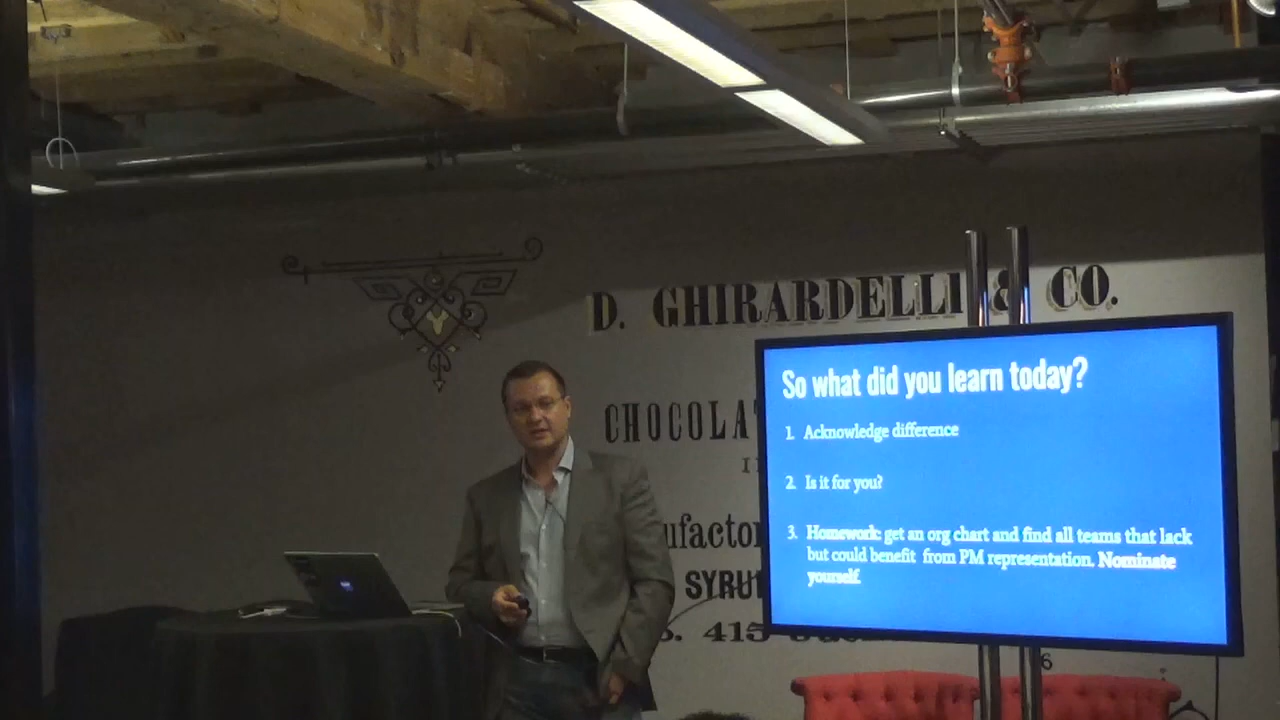 D. GHIRARDELLI & CO.
CHOCOLA
So what did you learn today?
1. Acknowledge difference
2. Is it for you?
3. Homework: get an org chart and find all teams that lack
but could benefit from PM representation. Nominate
yourself.
ufactor
SYRU
415